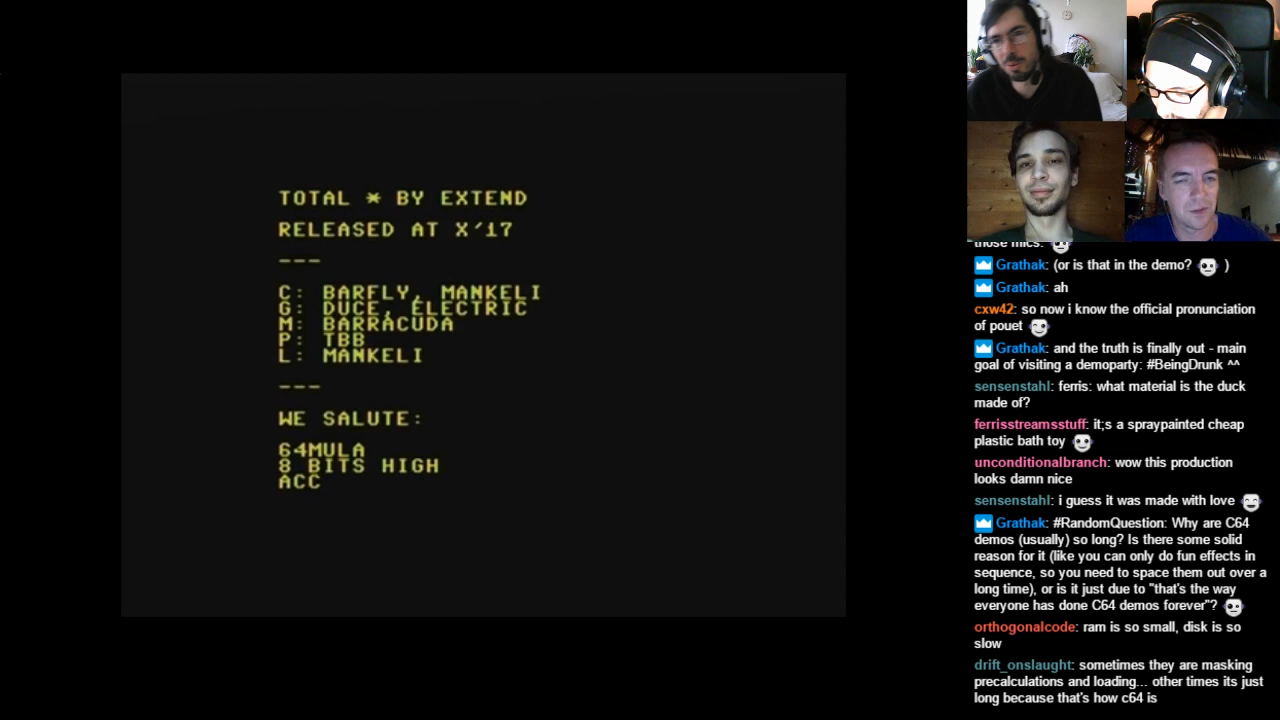 TOTAL * BY EXTEND
RELEASED AT X'17
---
C: BARFLY, MANKELI
G: DUCE, ELECTRIC
M: BARRACUDA
P: TBB
L: MANKELI
---
WE SALUTE:
64MULA
8 BITS HIGH
ACC
those mics.
Grathak: (or is that in the demo? )
Grathak: ah
cxw42: so now i know the official pronunciation
of pouet
Grathak: and the truth is finally out - main
goal of visiting a demoparty: #BeingDrunk ^^
sensenstahl: ferris: what material is the duck
made of?
ferrisstreamsstuff: it;s a spraypainted cheap
plastic bath toy
unconditionalbranch: wow this production
looks damn nice
sensenstahl: i guess it was made with love
Grathak: #RandomQuestion: Why are C64
demos (usually) so long? Is there some solid
reason for it (like you can only do fun effects in
sequence, so you need to space them out over a
long time), or is it just due to "that's the way
everyone has done C64 demos forever"?
orthogonalcode: ram is so small, disk is so
slow
drift_onslaught: sometimes they are masking
precalculations and loading... other times its just
long because that's how c64 is